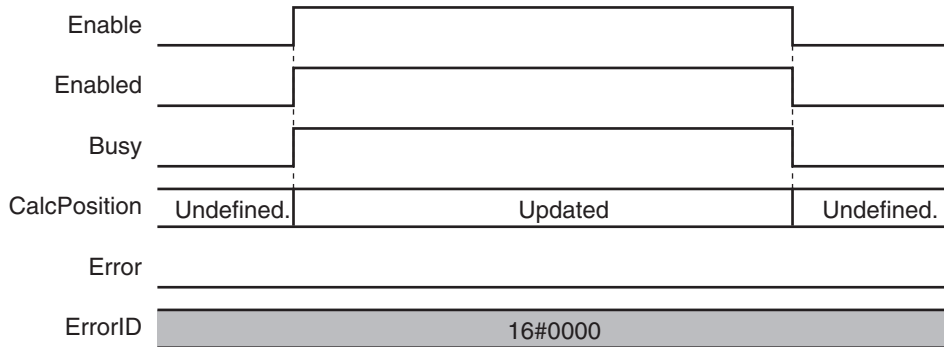 Enable
Enabled
Busy
CalcPosition Undefined. Updated Undefined.
Error
ErrorID 16#0000